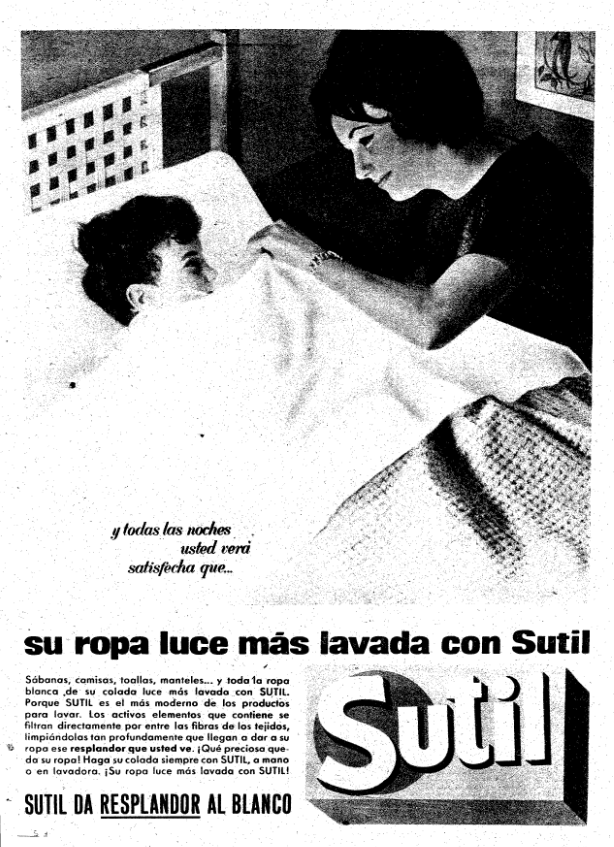 y todas las noches
usted verá
satisfecha que...
su ropa luce más lavada con Sutil
Sábanas, camisas, toallas, manteles... y toda la ropa
blanca de su colada luce más lavada con SUTIL.
Porque SUTIL es el más moderno de los productos
para lavar. Los activos elementos que contiene se
filtran directamente por entre las fibras de los tejidos,
limpiándolas tan profundamente que llegan a dar a su
ropa ese resplandor que usted ve. ¡Qué preciosa que-
da su ropa! Haga su colada siempre con SUTIL, a mano
o en lavadora. ¡Su ropa luce más lavada con SUTIL!
SUTIL DA RESPLANDOR AL BLANCO
Sutil